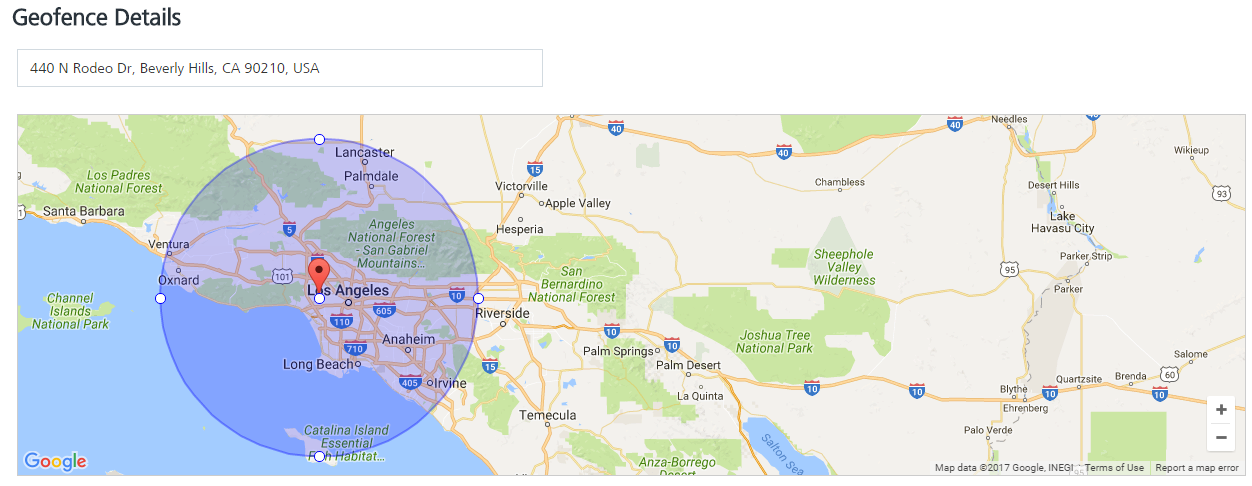 Geofence Details
440 N Rodeo Dr, Beverly Hills, CA 90210, USA
Needles
40
40
40
Lancaster
Wikieup
15
Los Padres
National Forest
Palmdale
Victorville
Chambless
Desert Hills
93
Santa Barbara
Apple Valley
Lake
Havasu City
5
Angeles
National Forest
- San Gabriel
Mountains...
Hesperia
Ventura
Sheephole
Valley
Wilderness
Parker Strip
Oxnard
101
San
Bernardino
National Forest
95
Parker
Los Angeles
10
Channel
Islands
National Park
605
110
Riverside
10
Anaheim
Joshua Tree
National Park
710
Palm Springs
10
Salome
Long Beach
15
Palm Desert
60
405
Irvine
La Quinta
10
10
Blythe
10
Quartzsite
Brenda
10
Ehrenberg
Temecula
Catalina Island
Essential
Fish Habitat...
Palo Verde
Salton Sea
Anza-Borrego
Desert
Google
Map data ©2017 Google, INEGI
Terms of Use
Report a map error